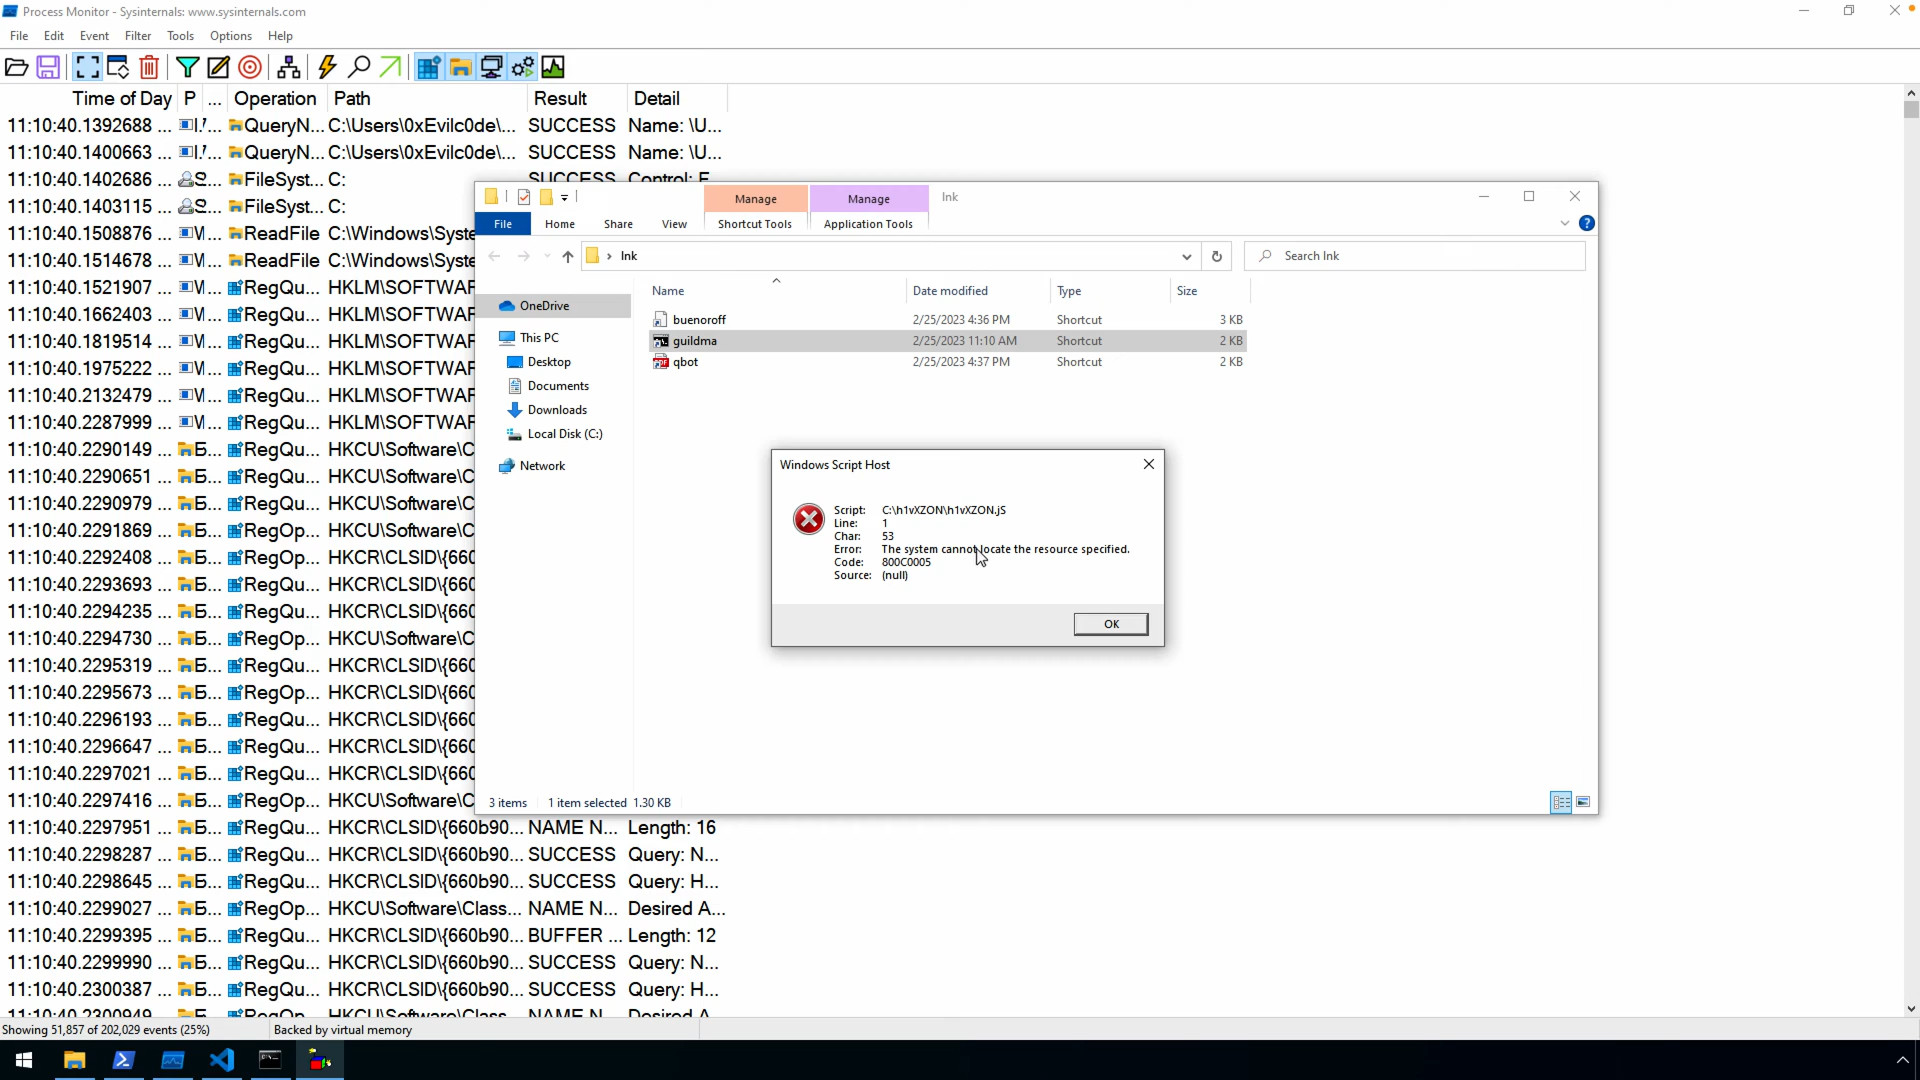 Process Monitor - Sysinternals: www.sysinternals.com
File Edit Event Filter Tools Options Help
Time of Day P ... Operation Path Result Detail
11:10:40.1392688 ... QueryN... C:\Users\0xEvilc0de\... SUCCESS Name: \U...
11:10:40.1400663 ... QueryN... C:\Users\0xEvilc0de\... SUCCESS Name: \U...
11:10:40.1402686 ... S... FileSyst... C: SUCCESS Control: F
11:10:40.1403115 ... S... FileSyst... C:
11:10:40.1508876 ... ReadFile C:\Windows\Syste
11:10:40.1514678 ... ReadFile C:\Windows\Syste
11:10:40.1521907 ... RegQu... HKLM\SOFTWAR
11:10:40.1662403 ... RegQu... HKLM\SOFTWAR
11:10:40.1819514 ... RegQu... HKLM\SOFTWAR
11:10:40.1975222 ... RegQu... HKLM\SOFTWAR
11:10:40.2132479 ... RegQu... HKLM\SOFTWAR
11:10:40.2287999 ... RegQu... HKLM\SOFTWAR
11:10:40.2290149 ... RegQu... HKCU\Software\C
11:10:40.2290651 ... RegQu... HKCU\Software\C
11:10:40.2290979 ... RegQu... HKCU\Software\C
11:10:40.2291869 ... RegOp... HKCU\Software\C
11:10:40.2292408 ... RegOp... HKCR\CLSID\{660
11:10:40.2293693 ... RegQu... HKCR\CLSID\{660
11:10:40.2294235 ... RegQu... HKCR\CLSID\{660
11:10:40.2294730 ... RegOp... HKCU\Software\C
11:10:40.2295319 ... RegQu... HKCR\CLSID\{660
11:10:40.2295673 ... RegOp... HKCR\CLSID\{660
11:10:40.2296193 ... RegQu... HKCR\CLSID\{660
11:10:40.2296647 ... RegQu... HKCR\CLSID\{660
11:10:40.2297021 ... RegQu... HKCR\CLSID\{660
11:10:40.2297416 ... RegOp... HKCU\Software\C
11:10:40.2297951 ... RegQu... HKCR\CLSID\{660b90... NAME N... Length: 16
11:10:40.2298287 ... RegQu... HKCR\CLSID\{660b90... SUCCESS Query: N...
11:10:40.2298645 ... RegQu... HKCR\CLSID\{660b90... SUCCESS Query: H...
11:10:40.2299027 ... RegOp... HKCU\Software\Class... NAME N... Desired A...
11:10:40.2299395 ... RegQu... HKCR\CLSID\{660b90... BUFFER ... Length: 12
11:10:40.2299990 ... RegQu... HKCR\CLSID\{660b90... SUCCESS Query: N...
11:10:40.2300387 ... RegQu... HKCR\CLSID\{660b90... SUCCESS Query: H...
11:10:40.2300949 ... RegOp... HKCU\Software\Class... NAME N... Desired A...
Showing 51,857 of 202,029 events (25%) Backed by virtual memory
Manage Manage lnk
File Home Share View Shortcut Tools Application Tools
lnk
Search lnk
Name Date modified Type Size
OneDrive
This PC
Desktop
Documents
Downloads
Local Disk (C:)
Network
buenoroff 2/25/2023 4:36 PM Shortcut 3 KB
guildma 2/25/2023 11:10 AM Shortcut 2 KB
qbot 2/25/2023 4:37 PM Shortcut 2 KB
3 items 1 item selected 1.30 KB
Windows Script Host
Script: C:\h1vXZON\h1vXZON.jS
Line: 1
Char: 53
Error: The system cannot locate the resource specified.
Code: 800C0005
Source: (null)
OK